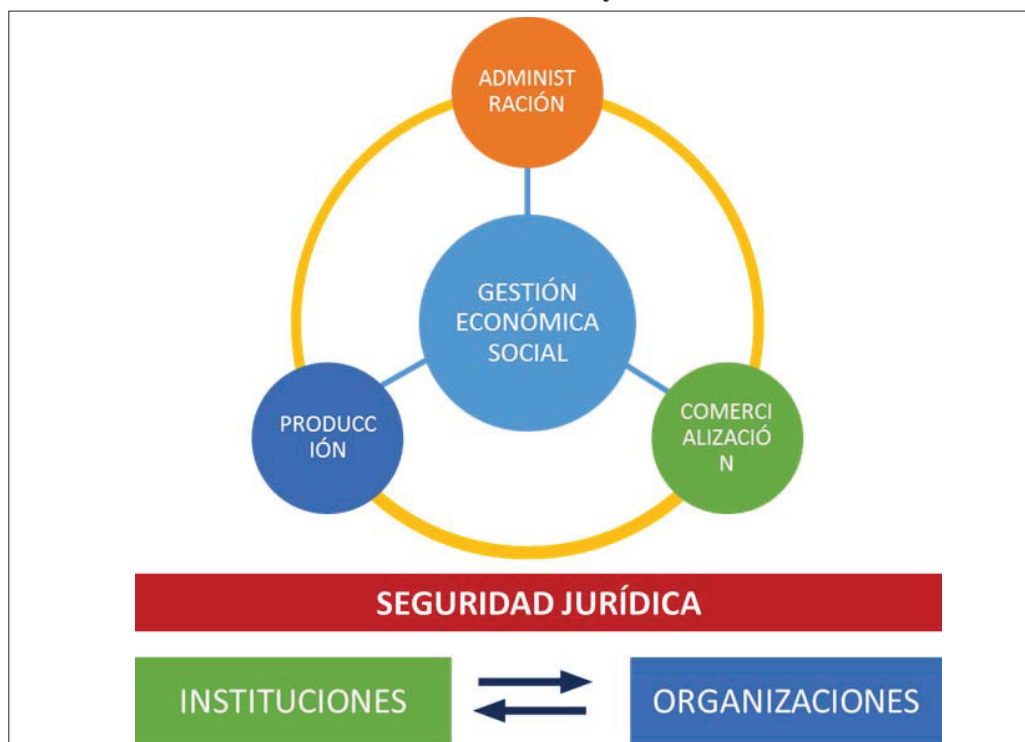 ADMINIST
RACIÓN
GESTIÓN
ECONÓMICA
SOCIAL
PRODUCC
IÓN
COMERCI
ALIZACIÓ
N
SEGURIDAD JURÍDICA
INSTITUCIONES
ORGANIZACIONES